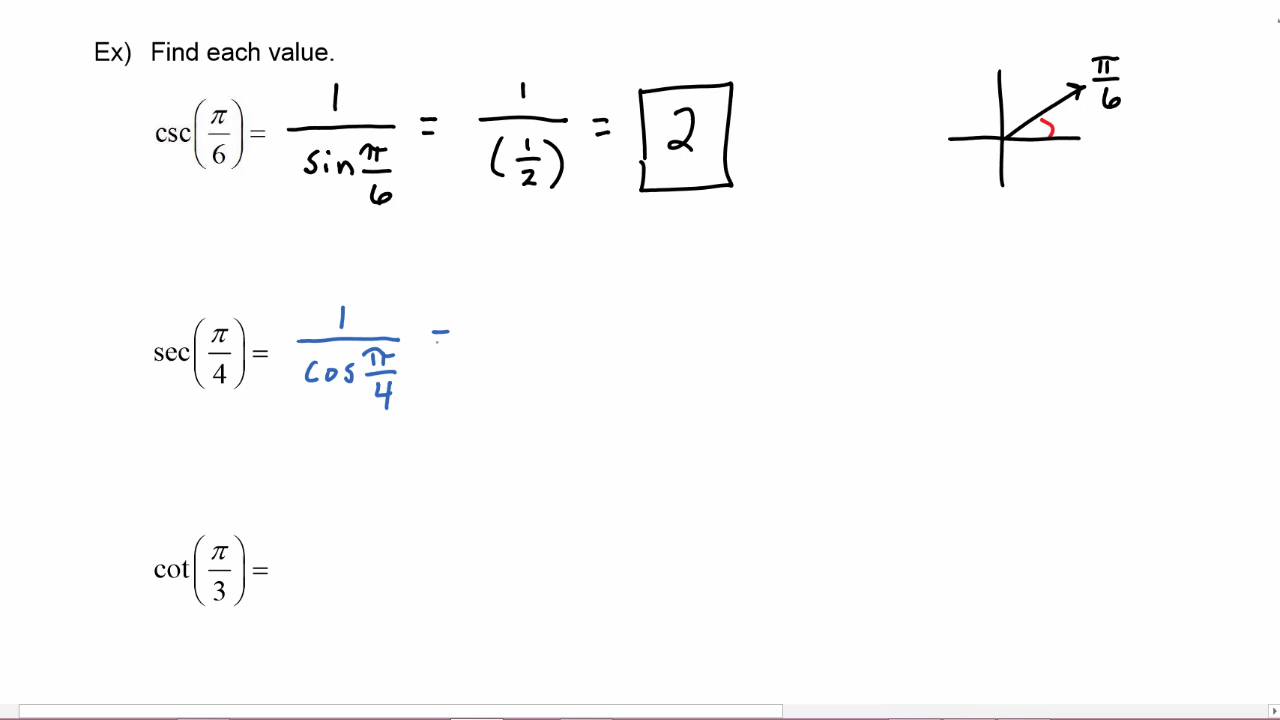 Ex) Find each value.
csc(π/6) = 1/(sin π/6) = 1/(1/2) = 2
π/6
sec(π/4) = 1/(cos π/4) =
cot(π/3) =